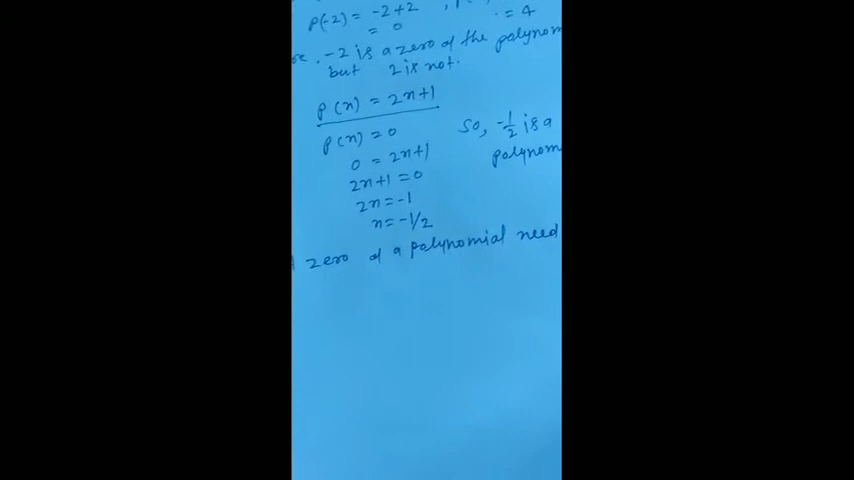 P(-2) = -2+2
= 0
= 4
-2 is a zero of the polynom
but 2 is not.
p(x) = 2x+1
p(x) = 0
0 = 2x+1
2x+1 = 0
2x = -1
x = -1/2
So, -1/2 is a
polynom
zero of a polynomial need